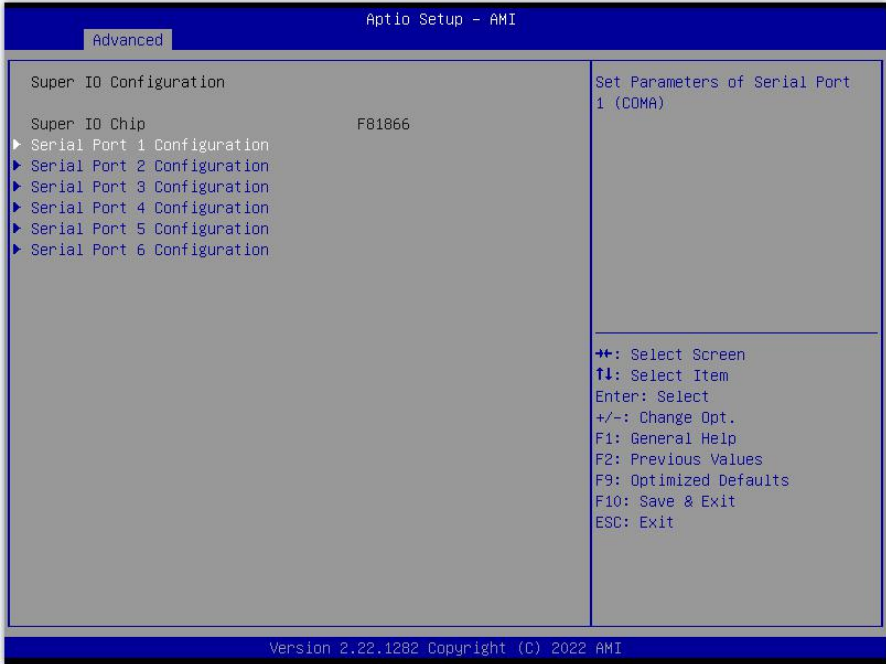 Aptio Setup – AMI
Advanced
Super IO Configuration
Super IO Chip F81866
Serial Port 1 Configuration
Serial Port 2 Configuration
Serial Port 3 Configuration
Serial Port 4 Configuration
Serial Port 5 Configuration
Serial Port 6 Configuration
Set Parameters of Serial Port
1 (COMA)
→←: Select Screen
↑↓: Select Item
Enter: Select
+/-: Change Opt.
F1: General Help
F2: Previous Values
F9: Optimized Defaults
F10: Save & Exit
ESC: Exit
Version 2.22.1282 Copyright (C) 2022 AMI